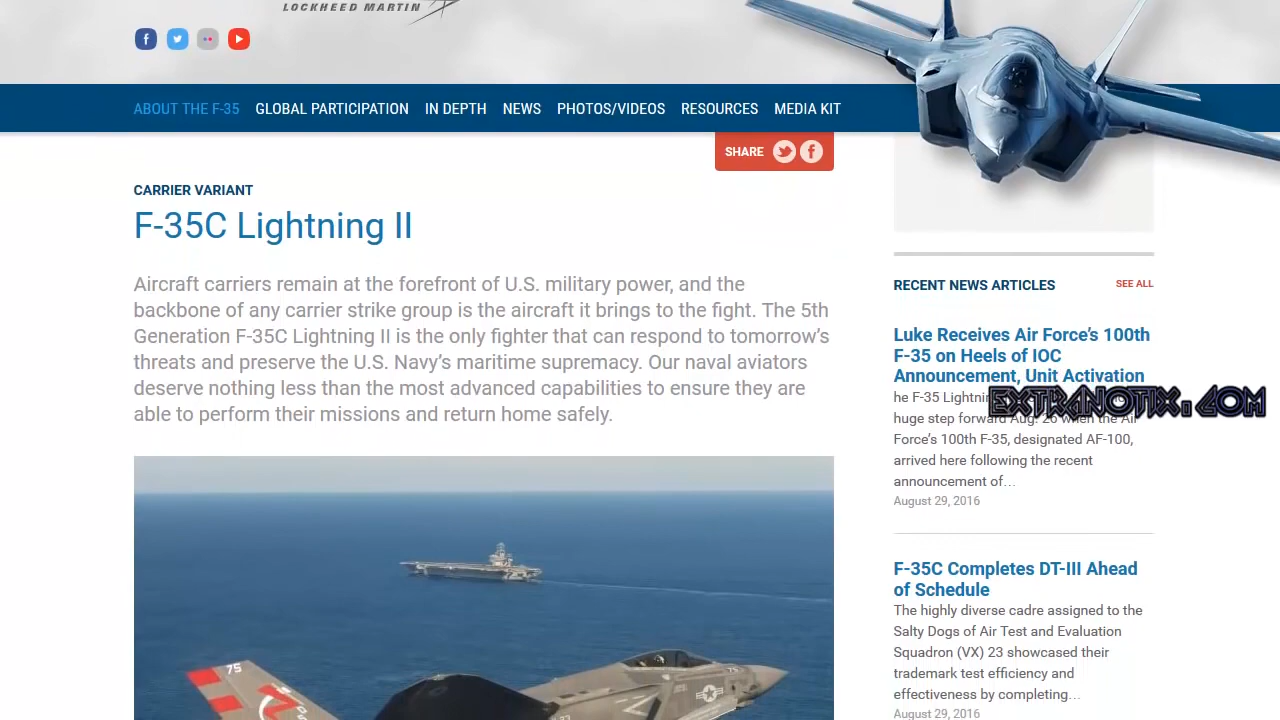 LOCKHEED MARTIN
ABOUT THE F-35 GLOBAL PARTICIPATION IN DEPTH NEWS PHOTOS/VIDEOS RESOURCES MEDIA KIT
SHARE
CARRIER VARIANT
F-35C Lightning II
Aircraft carriers remain at the forefront of U.S. military power, and the
backbone of any carrier strike group is the aircraft it brings to the fight. The 5th
Generation F-35C Lightning II is the only fighter that can respond to tomorrow's
threats and preserve the U.S. Navy's maritime supremacy. Our naval aviators
deserve nothing less than the most advanced capabilities to ensure they are
able to perform their missions and return home safely.
75
75
RECENT NEWS ARTICLES SEE ALL
Luke Receives Air Force's 100th
F-35 on Heels of IOC
Announcement, Unit Activation
he F-35 Lightnin
huge step forward Aug. 26 when the Air
Force's 100th F-35, designated AF-100,
arrived here following the recent
announcement of…
August 29, 2016
EXTRANOTIX.COM
F-35C Completes DT-III Ahead
of Schedule
The highly diverse cadre assigned to the
Salty Dogs of Air Test and Evaluation
Squadron (VX) 23 showcased their
trademark test efficiency and
effectiveness by completing…
August 29, 2016